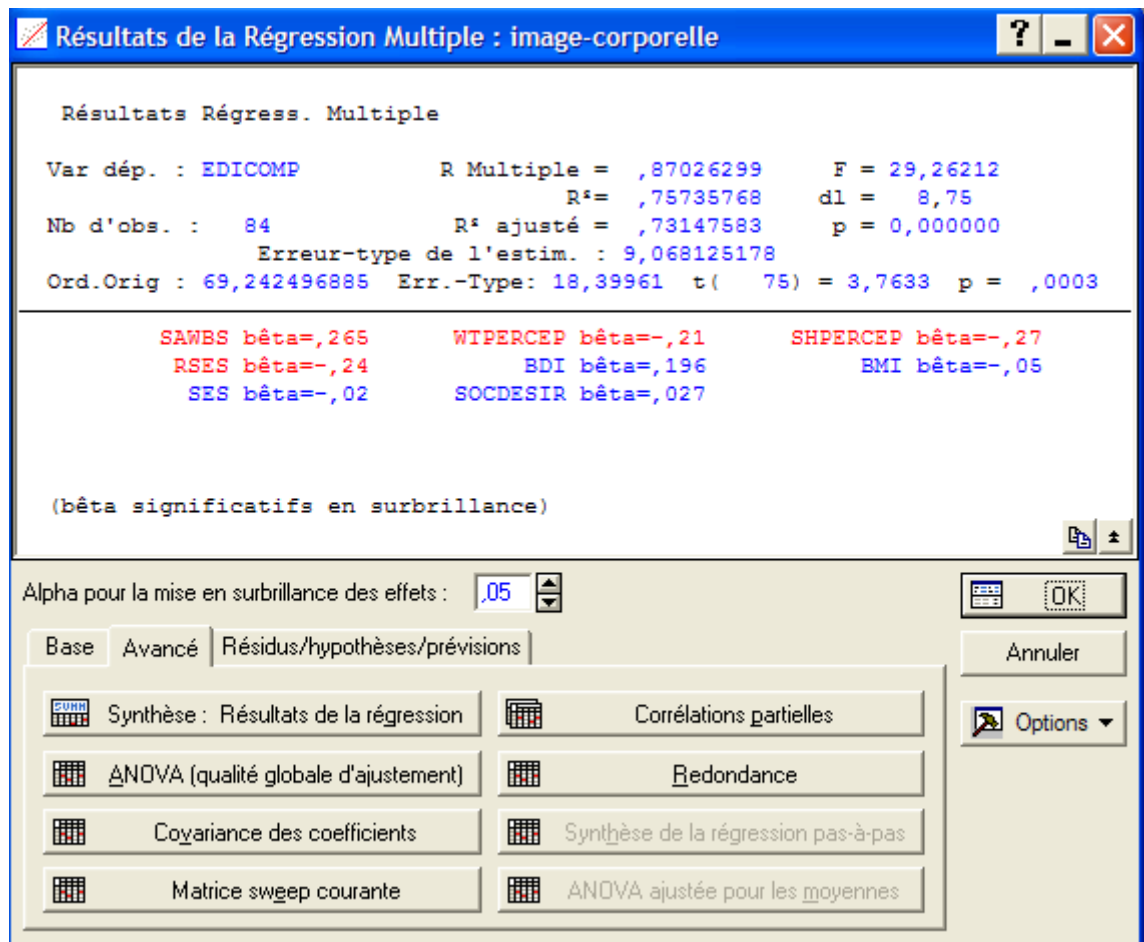 Résultats de la Régression Multiple : image-corporelle
Résultats Régress. Multiple
Var dép. : EDICOMP R Multiple = ,87026299 F = 29,26212
R²= ,75735768 dl = 8,75
Nb d'obs. : 84 R² ajusté = ,73147583 p = 0,000000
Erreur-type de l'estim. : 9,068125178
Ord.Orig : 69,242496885 Err.-Type: 18,39961 t( 75) = 3,7633 p = ,0003
SAWBS bêta=,265 WTPERCEP bêta=-,21 SHPERCEP bêta=-,27
RSES bêta=-,24 BDI bêta=,196 BMI bêta=-,05
SES bêta=-,02 SOCDESIR bêta=,027
(bêta significatifs en surbrillance)
Alpha pour la mise en surbrillance des effets : ,05
OK
Base Avancé Résidus/hypothèses/prévisions
Annuler
Synthèse : Résultats de la régression Corrélations partielles
Options
ANOVA (qualité globale d'ajustement) Redondance
Covariance des coefficients Synthèse de la régression pas-à-pas
Matrice sweep courante ANOVA ajustée pour les moyennes